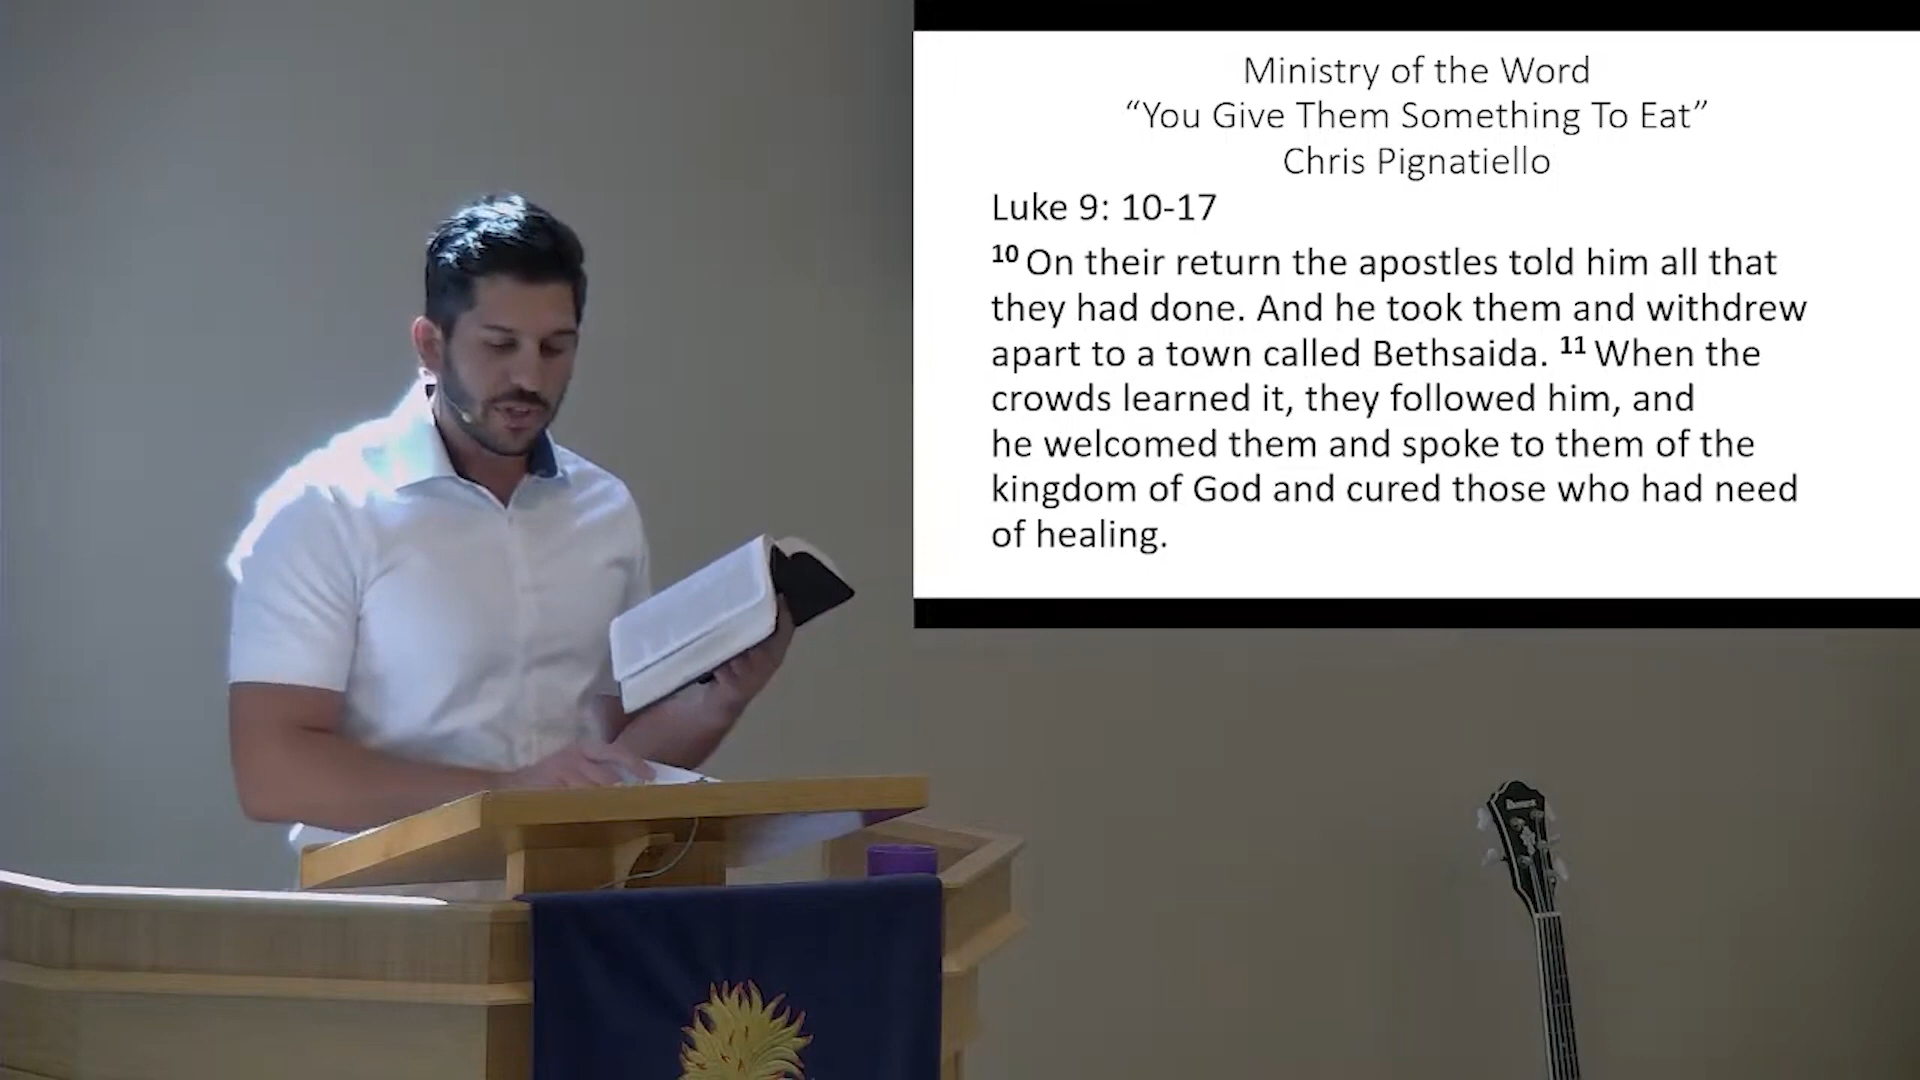 Ministry of the Word
“You Give Them Something To Eat”
Chris Pignatiello
Luke 9: 10-17
10 On their return the apostles told him all that
they had done. And he took them and withdrew
apart to a town called Bethsaida. 11 When the
crowds learned it, they followed him, and
he welcomed them and spoke to them of the
kingdom of God and cured those who had need
of healing.
Ibanez